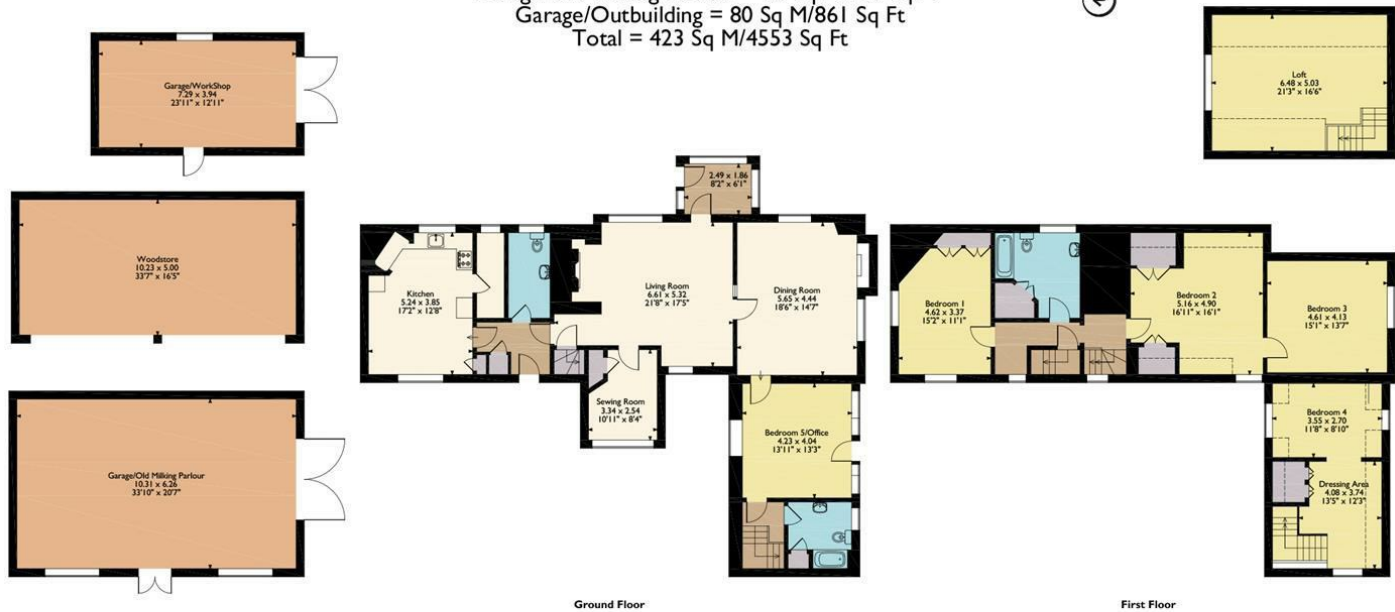 Garage/Outbuilding = 80 Sq M/861 Sq Ft
Total = 423 Sq M/4553 Sq Ft
Garage/WorkShop
7.29 x 3.94
23'11" x 12'11"
Woodstore
10.23 x 5.00
33'7" x 16'5"
Garage/Old Milking Parlour
10.31 x 6.26
33'10" x 20'7"
2.49 x 1.86
8'2" x 6'1"
Kitchen
5.24 x 3.85
17'2" x 12'8"
Living Room
6.61 x 5.32
21'8" x 17'5"
Dining Room
5.65 x 4.44
18'6" x 14'7"
Sewing Room
3.34 x 2.54
10'11" x 8'4"
Bedroom 5/Office
4.23 x 4.04
13'11" x 13'3"
Ground Floor
Loft
6.48 x 5.03
21'3" x 16'6"
Bedroom 1
4.62 x 3.37
15'2" x 11'1"
Bedroom 2
5.16 x 4.90
16'11" x 16'1"
Bedroom 3
4.61 x 4.13
15'1" x 13'7"
Bedroom 4
3.55 x 2.70
11'8" x 8'10"
Dressing Area
4.08 x 3.74
13'5" x 12'3"
First Floor